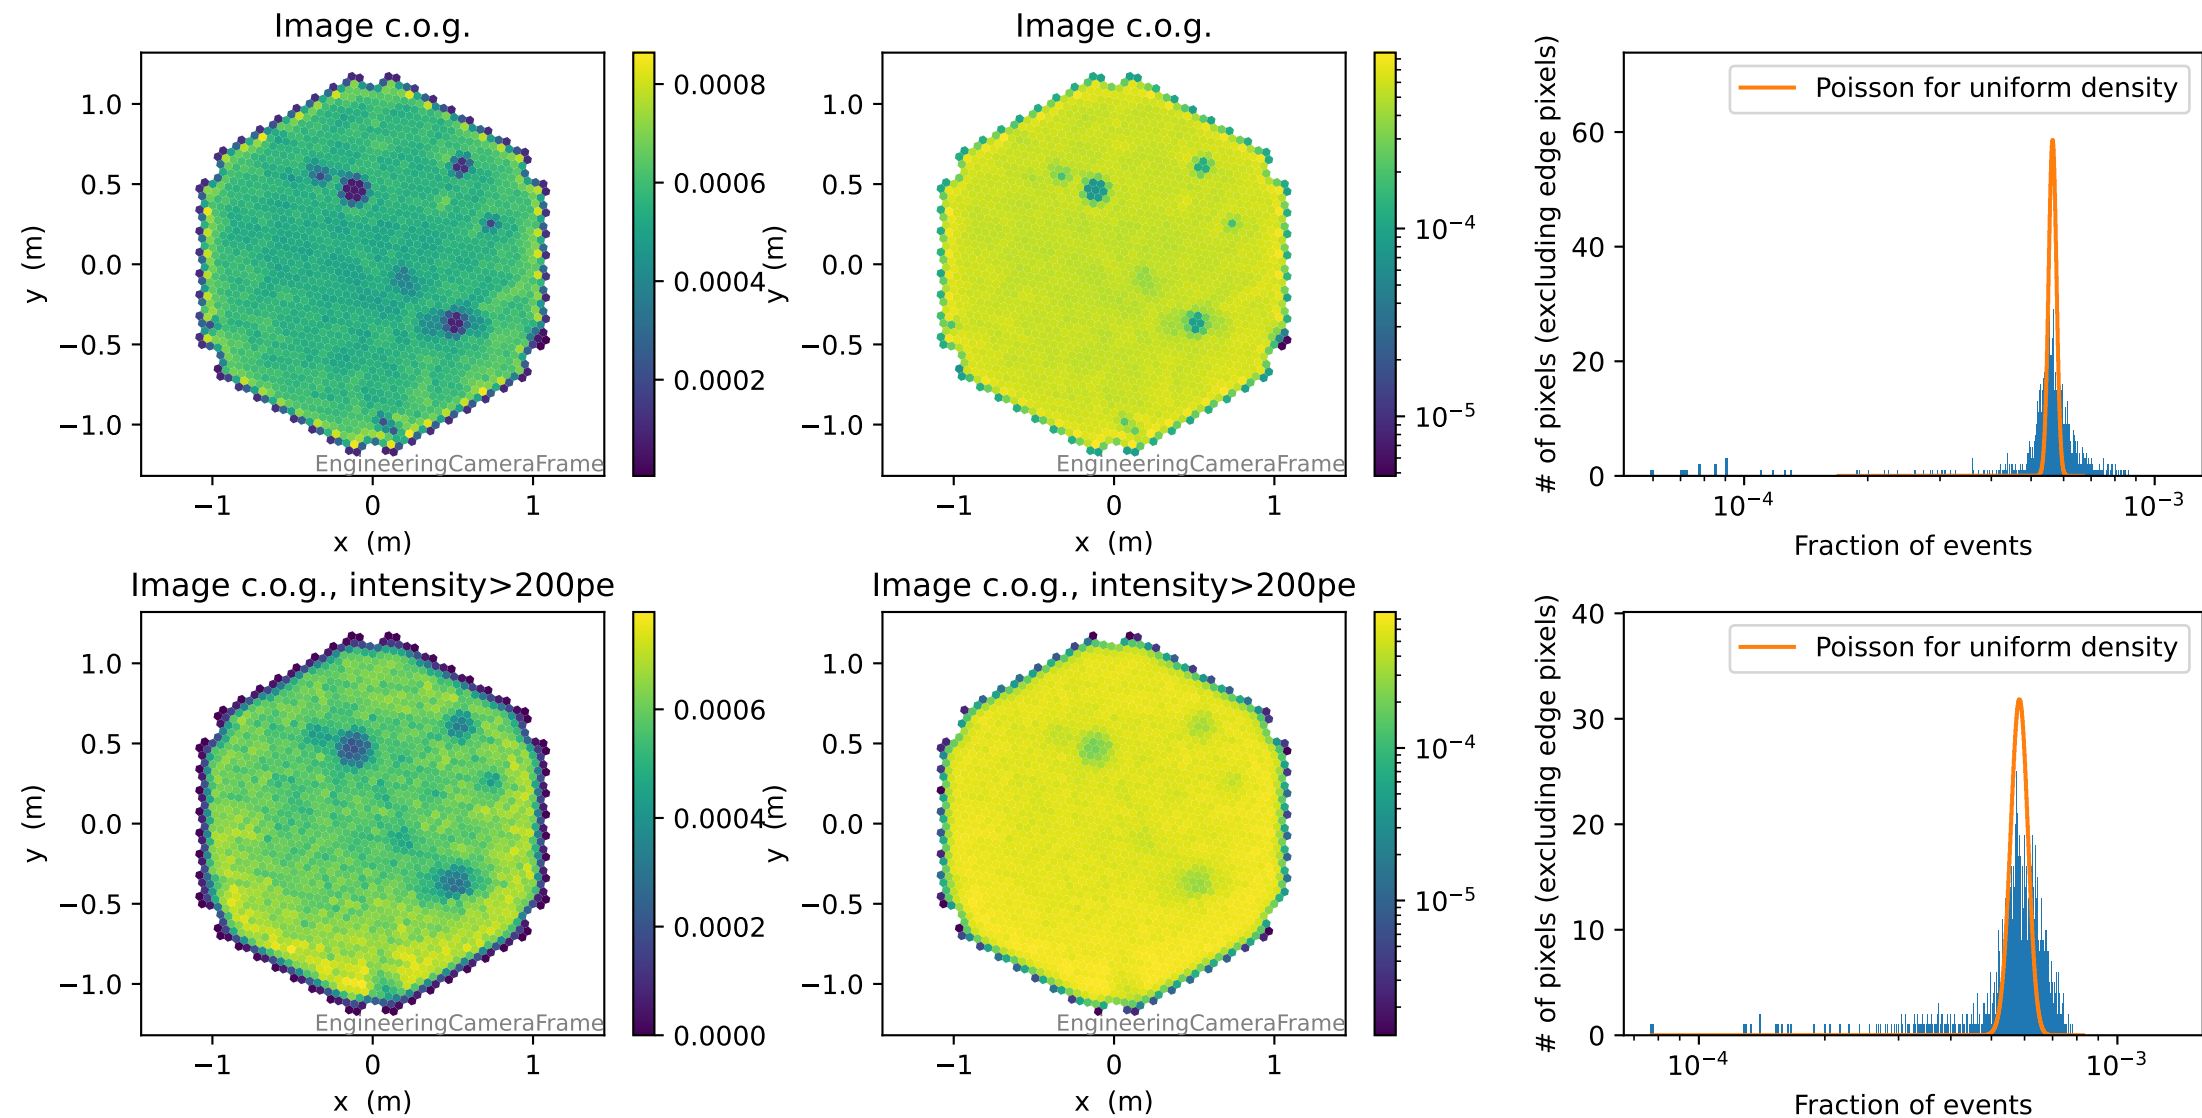 Image c.o.g.
y (m)
1.0
0.5
0.0
−0.5
−1.0
−1
0
1
x (m)
EngineeringCameraFrame
0.0008
0.0006
0.0004
0.0002
Image c.o.g.
y (m)
1.0
0.5
0.0
−0.5
−1.0
−1
0
1
x (m)
EngineeringCameraFrame
10⁻⁴
10⁻⁵
# of pixels (excluding edge pixels)
60
40
20
0
Poisson for uniform density
10⁻⁴
10⁻³
Fraction of events
Image c.o.g., intensity>200pe
y (m)
1.0
0.5
0.0
−0.5
−1.0
−1
0
1
x (m)
EngineeringCameraFrame
0.0006
0.0004
0.0002
0.0000
Image c.o.g., intensity>200pe
y (m)
1.0
0.5
0.0
−0.5
−1.0
−1
0
1
x (m)
EngineeringCameraFrame
10⁻⁴
10⁻⁵
# of pixels (excluding edge pixels)
40
30
20
10
0
Poisson for uniform density
10⁻⁴
10⁻³
Fraction of events